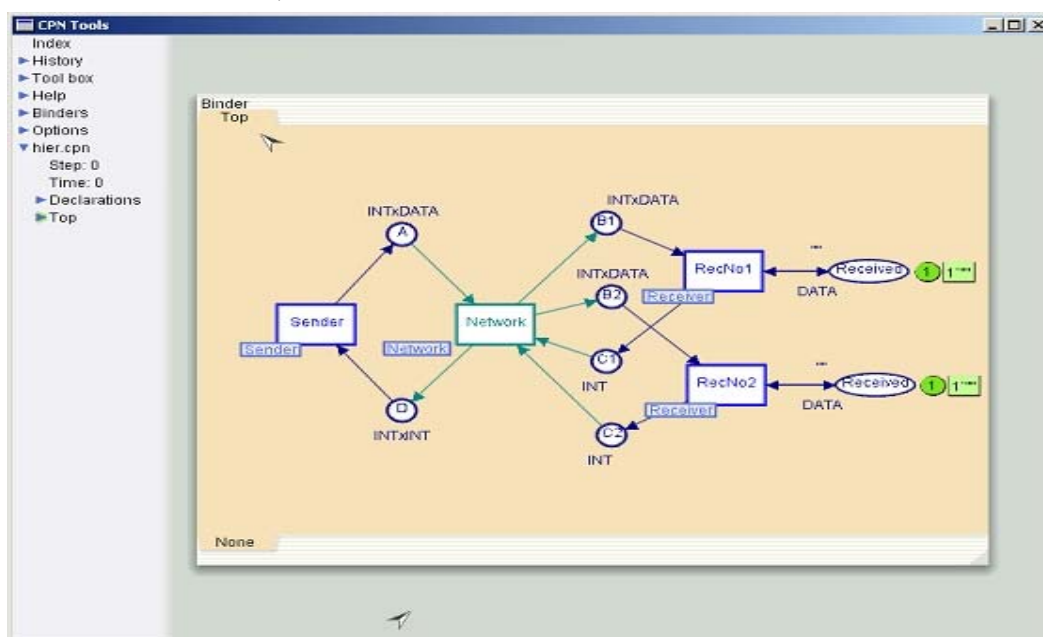 CPN Tools
Index
History
Tool box
Help
Binders
Options
hier.cpn
Step: 0
Time: 0
Declarations
Top
Binder
Top
INTxDATA
A
INTxDATA
B1
RecNo1
Receiver
""
Received
1
1`""
DATA
INTxDATA
B2
Sender
Sender
Network
Network
C1
INT
RecNo2
Receiver
""
Received
1
1`""
DATA
D
INTxINT
C2
INT
None